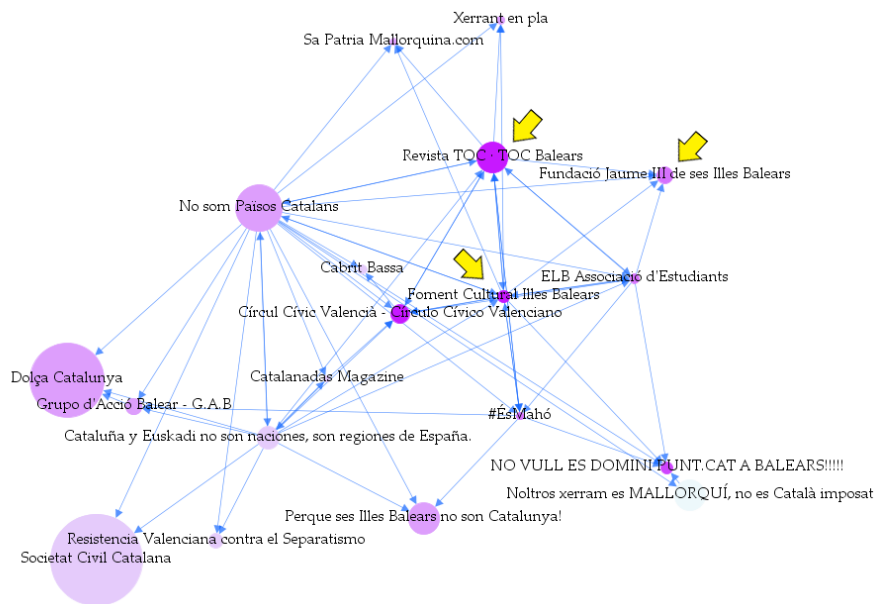 Xerrant en pla
Sa Patria Mallorquina.com
Revista TOC - TOC Balears
Fundació Jaume III de ses Illes Balears
No som Països Catalans
Cabrit Bassa
ELB Associació d'Estudiants
Foment Cultural Illes Balears
Círcul Cívic Valencià - Círculo Cívico Valenciano
Dolça Catalunya
Catalanadas Magazine
Grupo d'Acció Balear - G.A.B
#ÉsMahó
Cataluña y Euskadi no son naciones, son regiones de España.
NO VULL ES DOMINI PUNT.CAT A BALEARS!!!!!
Noltros xerram es MALLORQUÍ, no es Català imposat
Perque ses Illes Balears no son Catalunya!
Resistencia Valenciana contra el Separatismo
Societat Civil Catalana